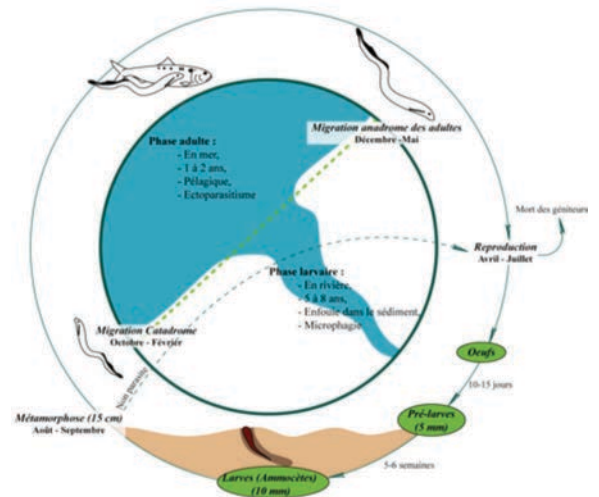 Phase adulte :
- En mer,
- 1 à 2 ans,
- Pélagique,
- Ectoparasitisme
Migration anadrome des adultes
Décembre -Mai
Mort des géniteurs
Reproduction
Avril - Juillet
Phase larvaire :
- En rivière,
- 5 à 8 ans,
- Enfoule dans le sédiment,
- Microphagie
Migration Catadrome
Octobre - Février
Oeufs
10-15 jours
Pré-larves
(5 mm)
5-6 semaines
Larves (Ammocètes)
(10 mm)
Métamorphose (15 cm)
Août - Septembre
Non parasite